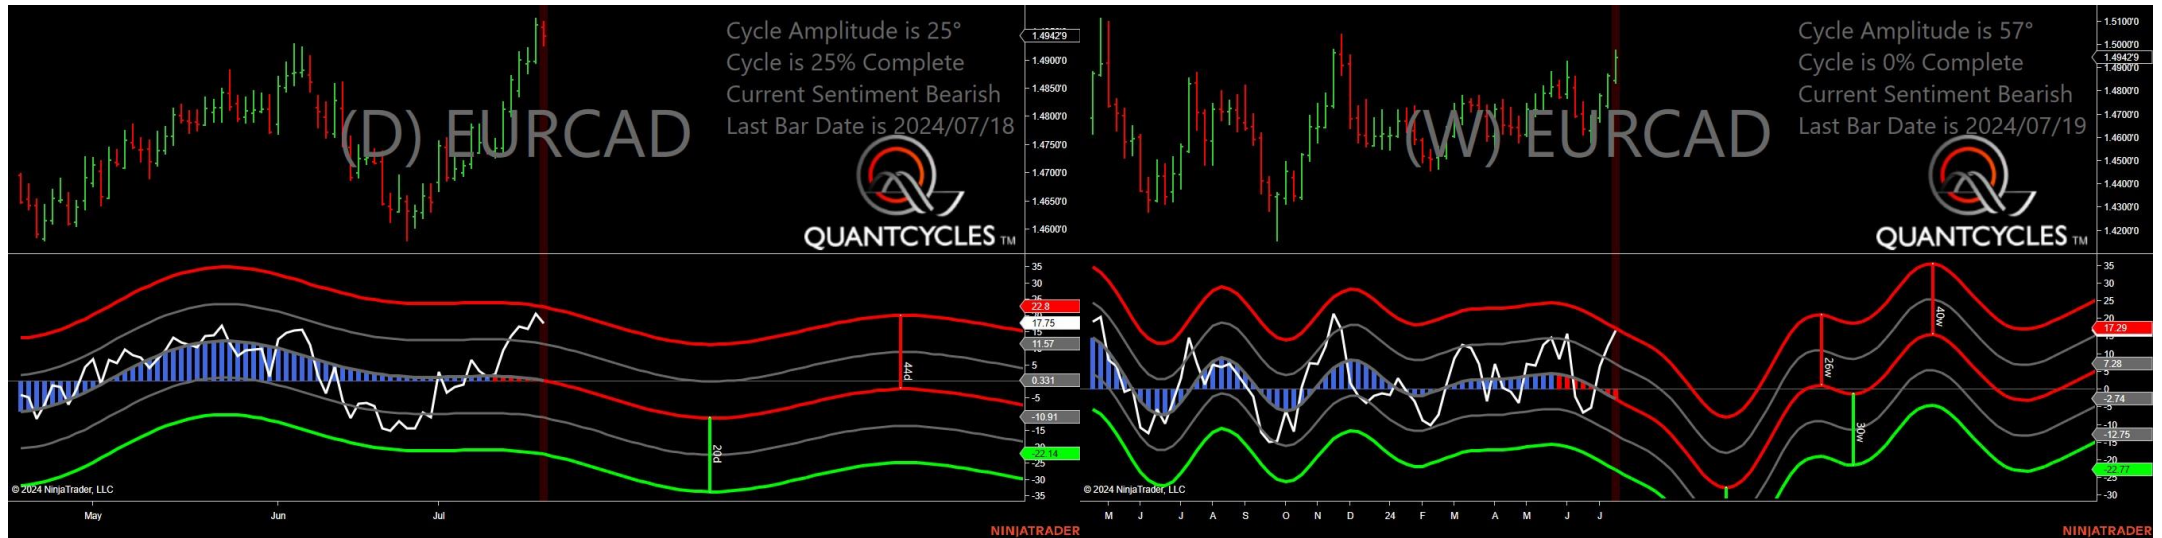 Cycle Amplitude is 25°
Cycle is 25% Complete
Current Sentiment Bearish
Last Bar Date is 2024/07/18
(D) EURCAD
QUANTCYCLES TM
1.4942'9
1.4900'0
1.4850'0
1.4800'0
1.4750'0
1.4700'0
1.4650'0
1.4600'0
35
30
22.8
17.75
15
11.57
5
0.331
-5
-10.91
-15
-22.14
-25
-30
-35
44d
20d
© 2024 NinjaTrader, LLC
May Jun Jul
NINJATRADER
Cycle Amplitude is 57°
Cycle is 0% Complete
Current Sentiment Bearish
Last Bar Date is 2024/07/19
(W) EURCAD
QUANTCYCLES TM
1.5100'0
1.5000'0
1.4942'9
1.4900'0
1.4800'0
1.4700'0
1.4600'0
1.4500'0
1.4400'0
1.4300'0
1.4200'0
35
30
25
20
17.29
10
7.28
0
-2.74
-5
-10
-12.75
-15
-20
-22.77
-30
26w
40w
30w
© 2024 NinjaTrader, LLC
M J J A S O N D 24 F M A M J J
NINJATRADER